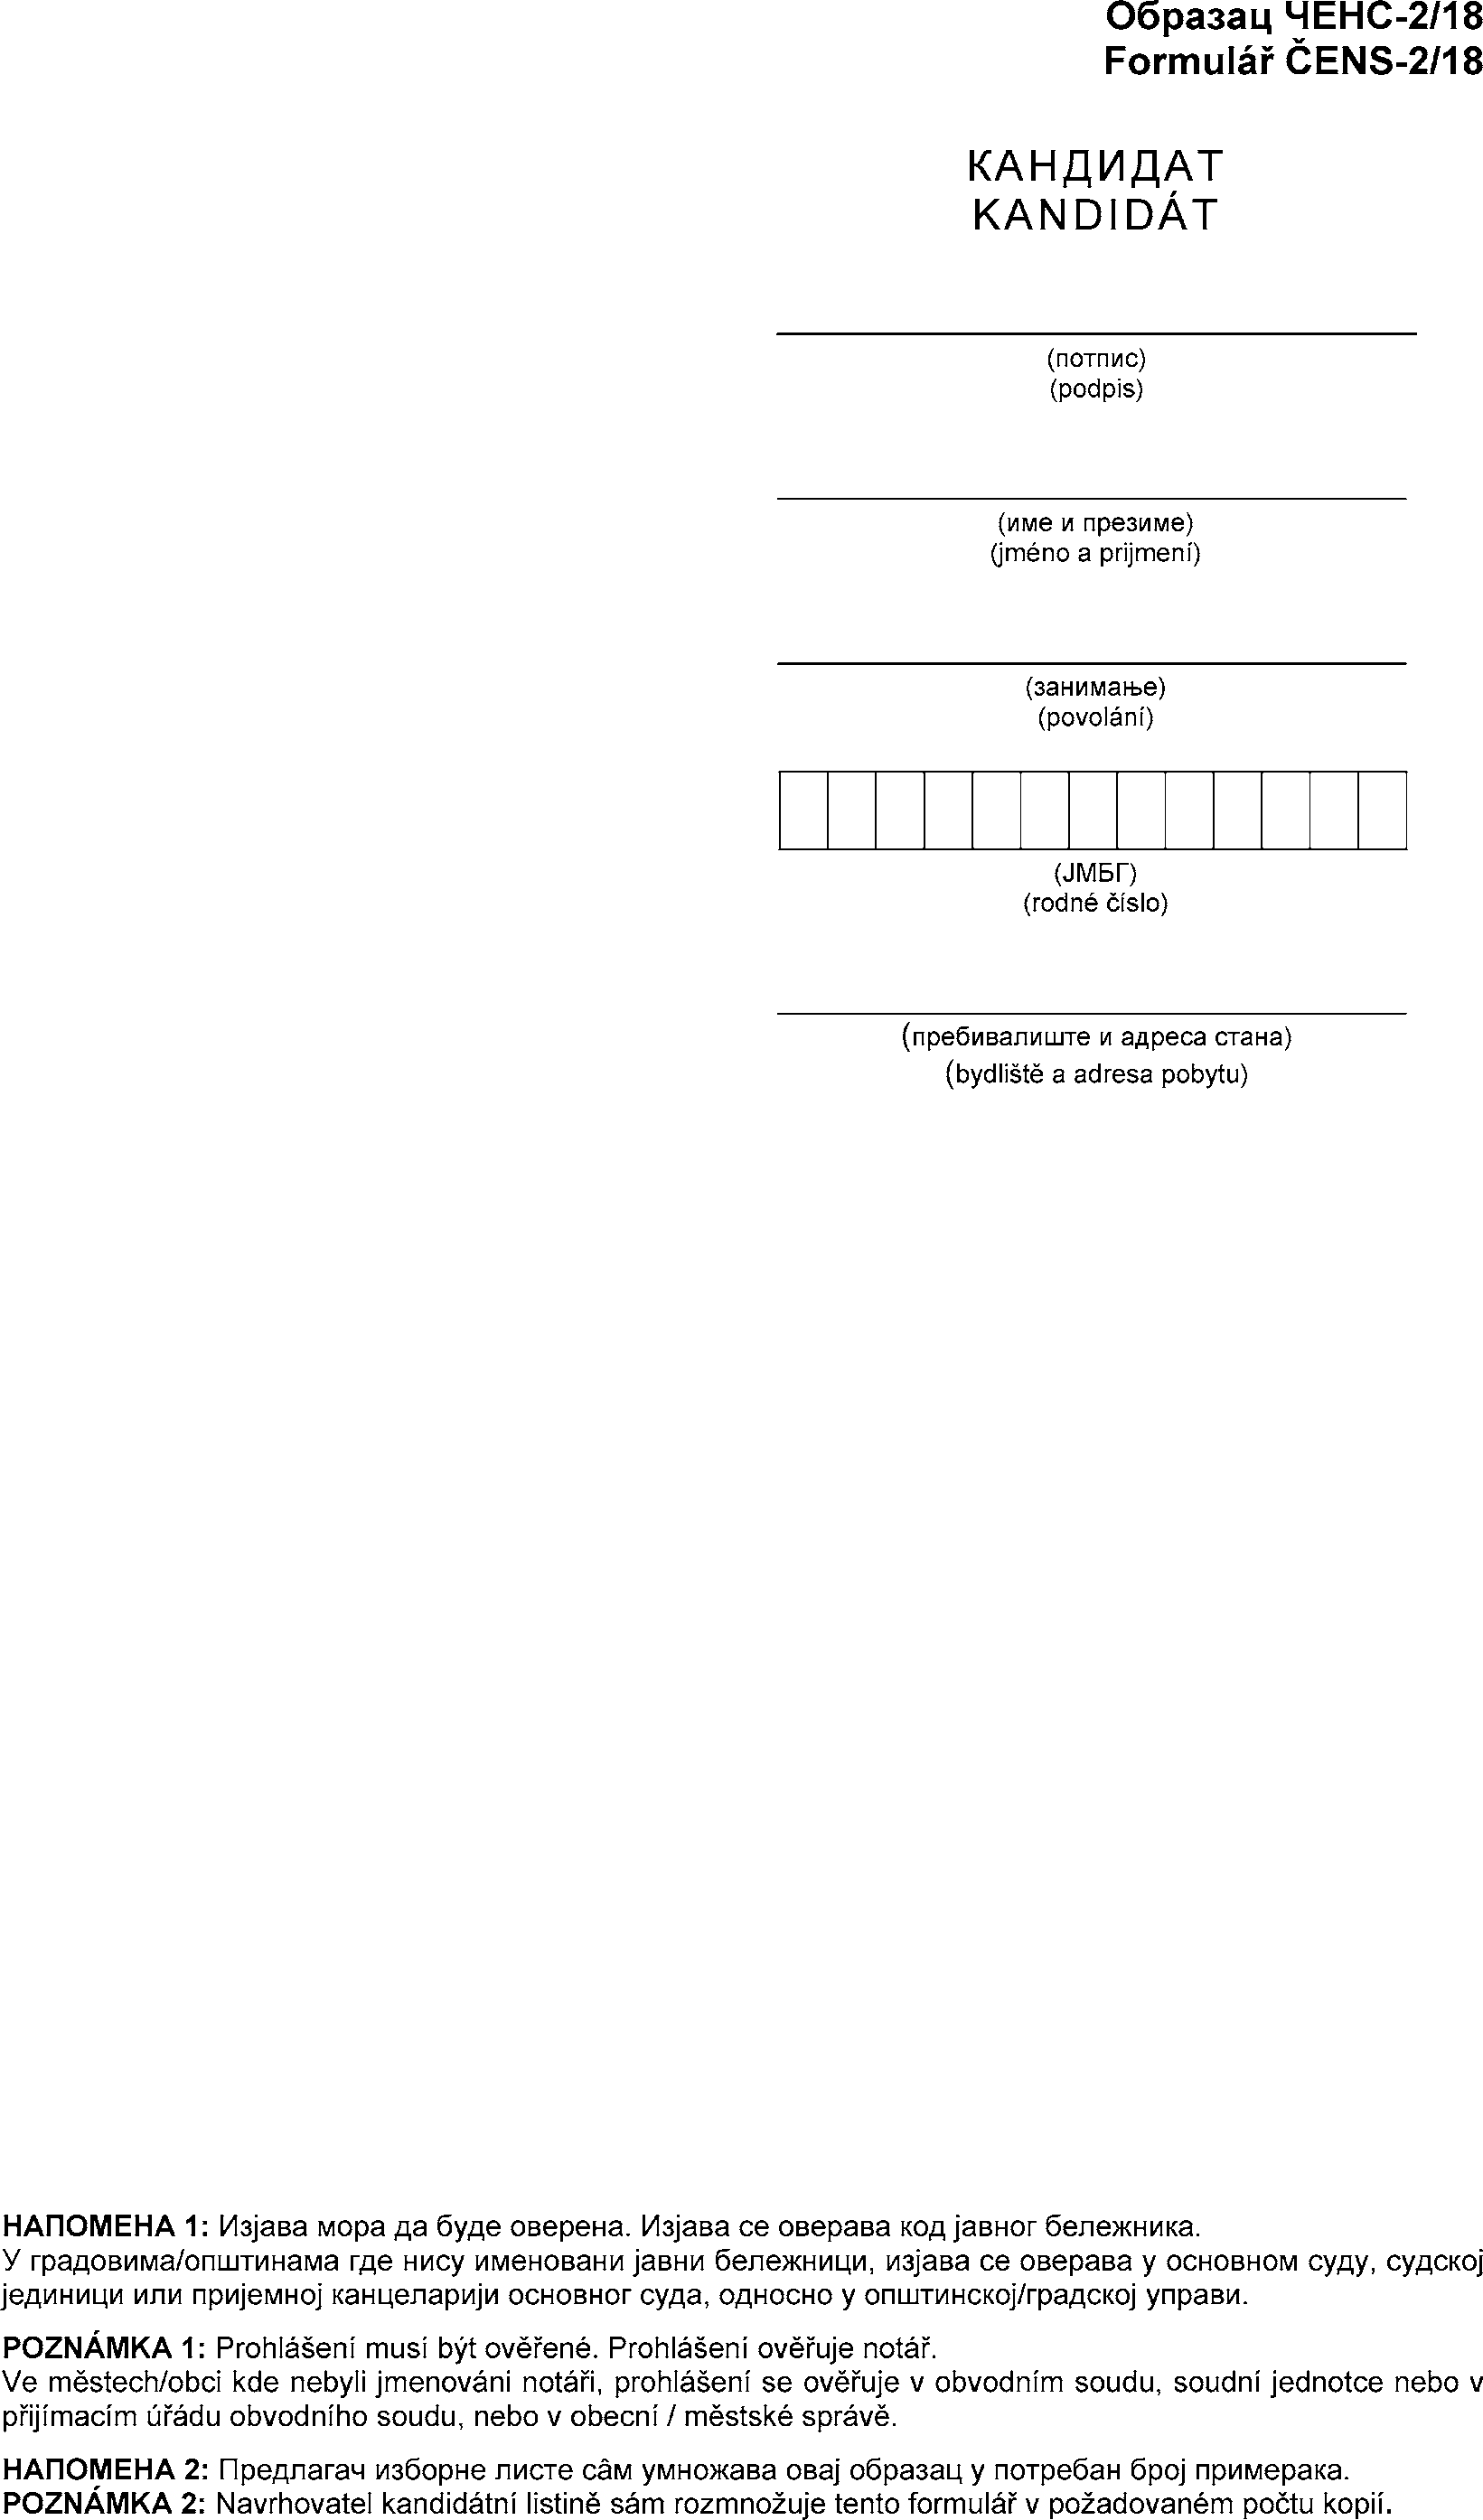 Образац ЧЕНС-2/18
Formulář ČENS-2/18
КАНДИДАТ
KANDIDÁT
(потпис)
(podpis)
(име и презиме)
(jméno a prijmení)
(занимање)
(povolání)
(ЈМБГ)
(rodné číslo)
(пребивалиште и адреса стана)
(bydliště a adresa pobytu)
НАПОМЕНА 1: Изјава мора да буде оверена. Изјава се оверава код јавног бележника.
У градовима/општинама где нису именовани јавни бележници, изјава се оверава у основном суду, судској
јединици или пријемној канцеларији основног суда, односно у општинској/градској управи.
POZNÁMKA 1: Prohlášení musí být ověřené. Prohlášení ověřuje notář.
Ve městech/obci kde nebyli jmenováni notáři, prohlášení se ověřuje v obvodním soudu, soudní jednotce nebo v
přijímacím úřádu obvodního soudu, nebo v obecní / městské správě.
НАПОМЕНА 2: Предлагач изборне листе са̂м умножава овај образац у потребан број примерака.
POZNÁMKA 2: Navrhovatel kandidátní listině sám rozmnožuje tento formulář v požadovaném počtu kopií.